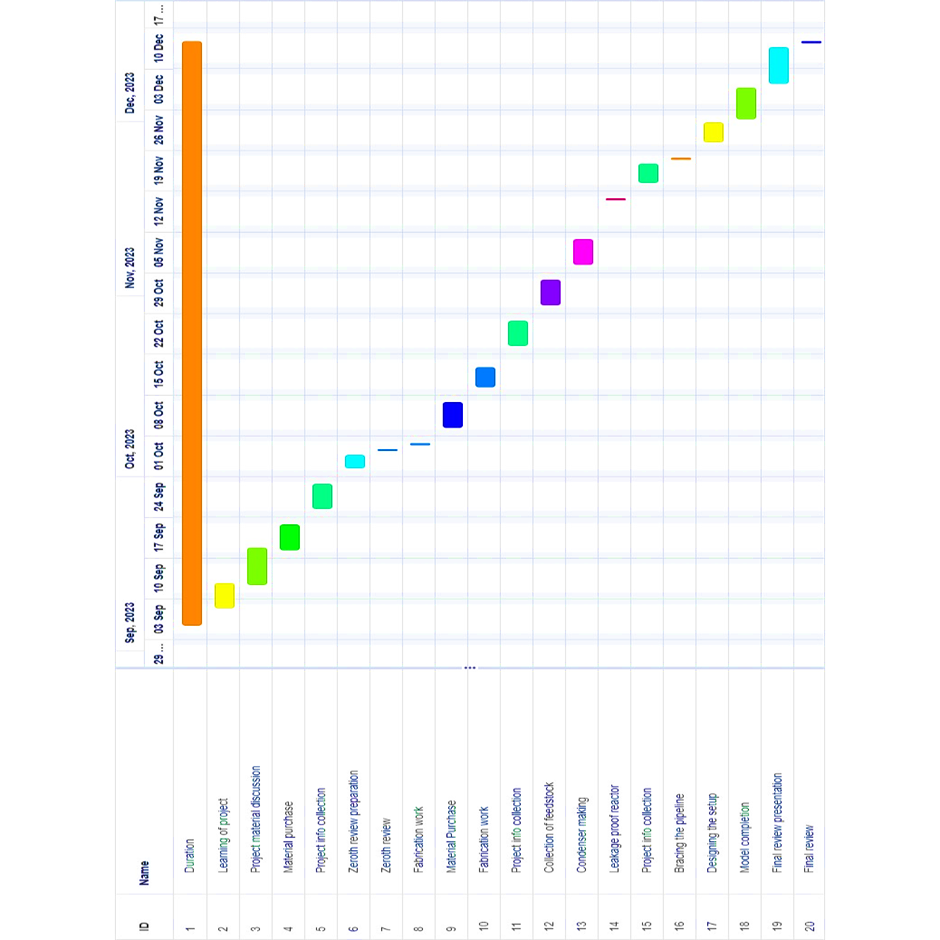 ID Name Sep, 2023 Oct, 2023 Nov, 2023 Dec, 2023
29 ... 03 Sep 10 Sep 17 Sep 24 Sep 01 Oct 08 Oct 15 Oct 22 Oct 29 Oct 05 Nov 12 Nov 19 Nov 26 Nov 03 Dec 10 Dec 17 ...
1 Duration
2 Learning of project
3 Project material discussion
4 Material purchase
5 Project info collection
6 Zeroth review preparation
7 Zeroth review
8 Fabrication work
9 Material Purchase
10 Fabrication work
11 Project info collection
12 Collection of feedstock
13 Condenser making
14 Leakage proof reactor
15 Project info collection
16 Bracing the pipeline
17 Designing the setup
18 Model completion
19 Final review presentation
20 Final review